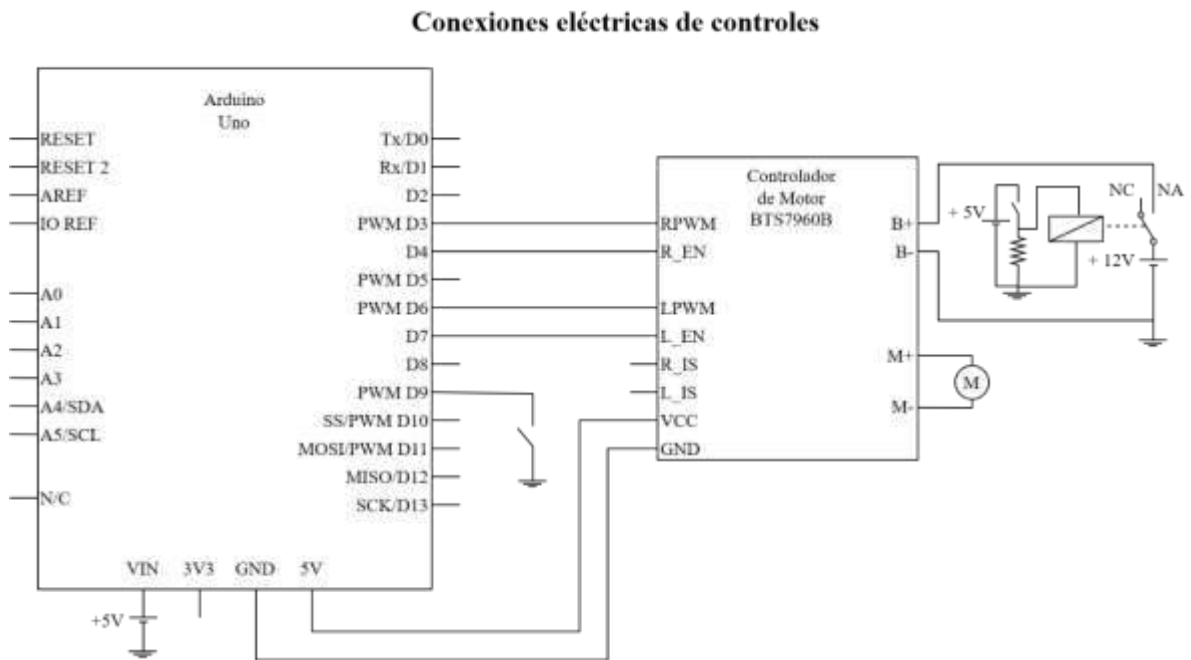 Conexiones eléctricas de controles
Arduino
Uno
RESET
RESET 2
AREF
IO REF
A0
A1
A2
A3
A4/SDA
A5/SCL
N/C
Tx/D0
Rx/D1
D2
PWM D3
D4
PWM D5
PWM D6
D7
D8
PWM D9
SS/PWM D10
MOSI/PWM D11
MISO/D12
SCK/D13
VIN
3V3
GND
5V
+5V
Controlador
de Motor
BTS7960B
RPWM
R_EN
LPWM
L_EN
R_IS
L_IS
VCC
GND
B+
B-
M+
M-
M
+ 5V
NC
NA
+ 12V